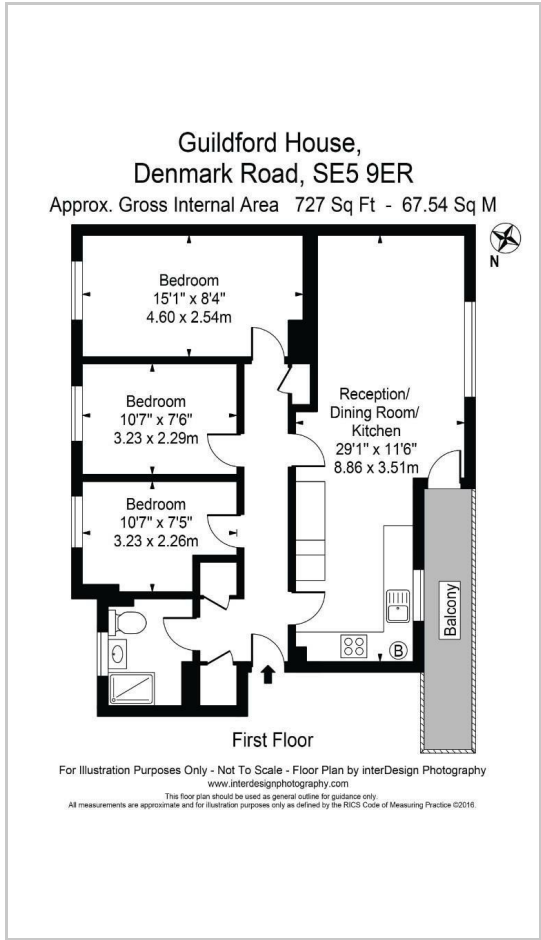 Guildford House,
Denmark Road, SE5 9ER
Approx. Gross Internal Area 727 Sq Ft - 67.54 Sq M
N
Bedroom
15'1" x 8'4"
4.60 x 2.54m
Bedroom
10'7" x 7'6"
3.23 x 2.29m
Reception/
Dining Room/
Kitchen
29'1" x 11'6"
8.86 x 3.51m
Bedroom
10'7" x 7'5"
3.23 x 2.26m
Balcony
B
First Floor
For Illustration Purposes Only - Not To Scale - Floor Plan by interDesign Photography
www.interdesignphotography.com
This floor plan should be used as general outline for guidance only.
All measurements are approximate and for illustration purposes only as defined by the RICS Code of Measuring Practice ©2016.